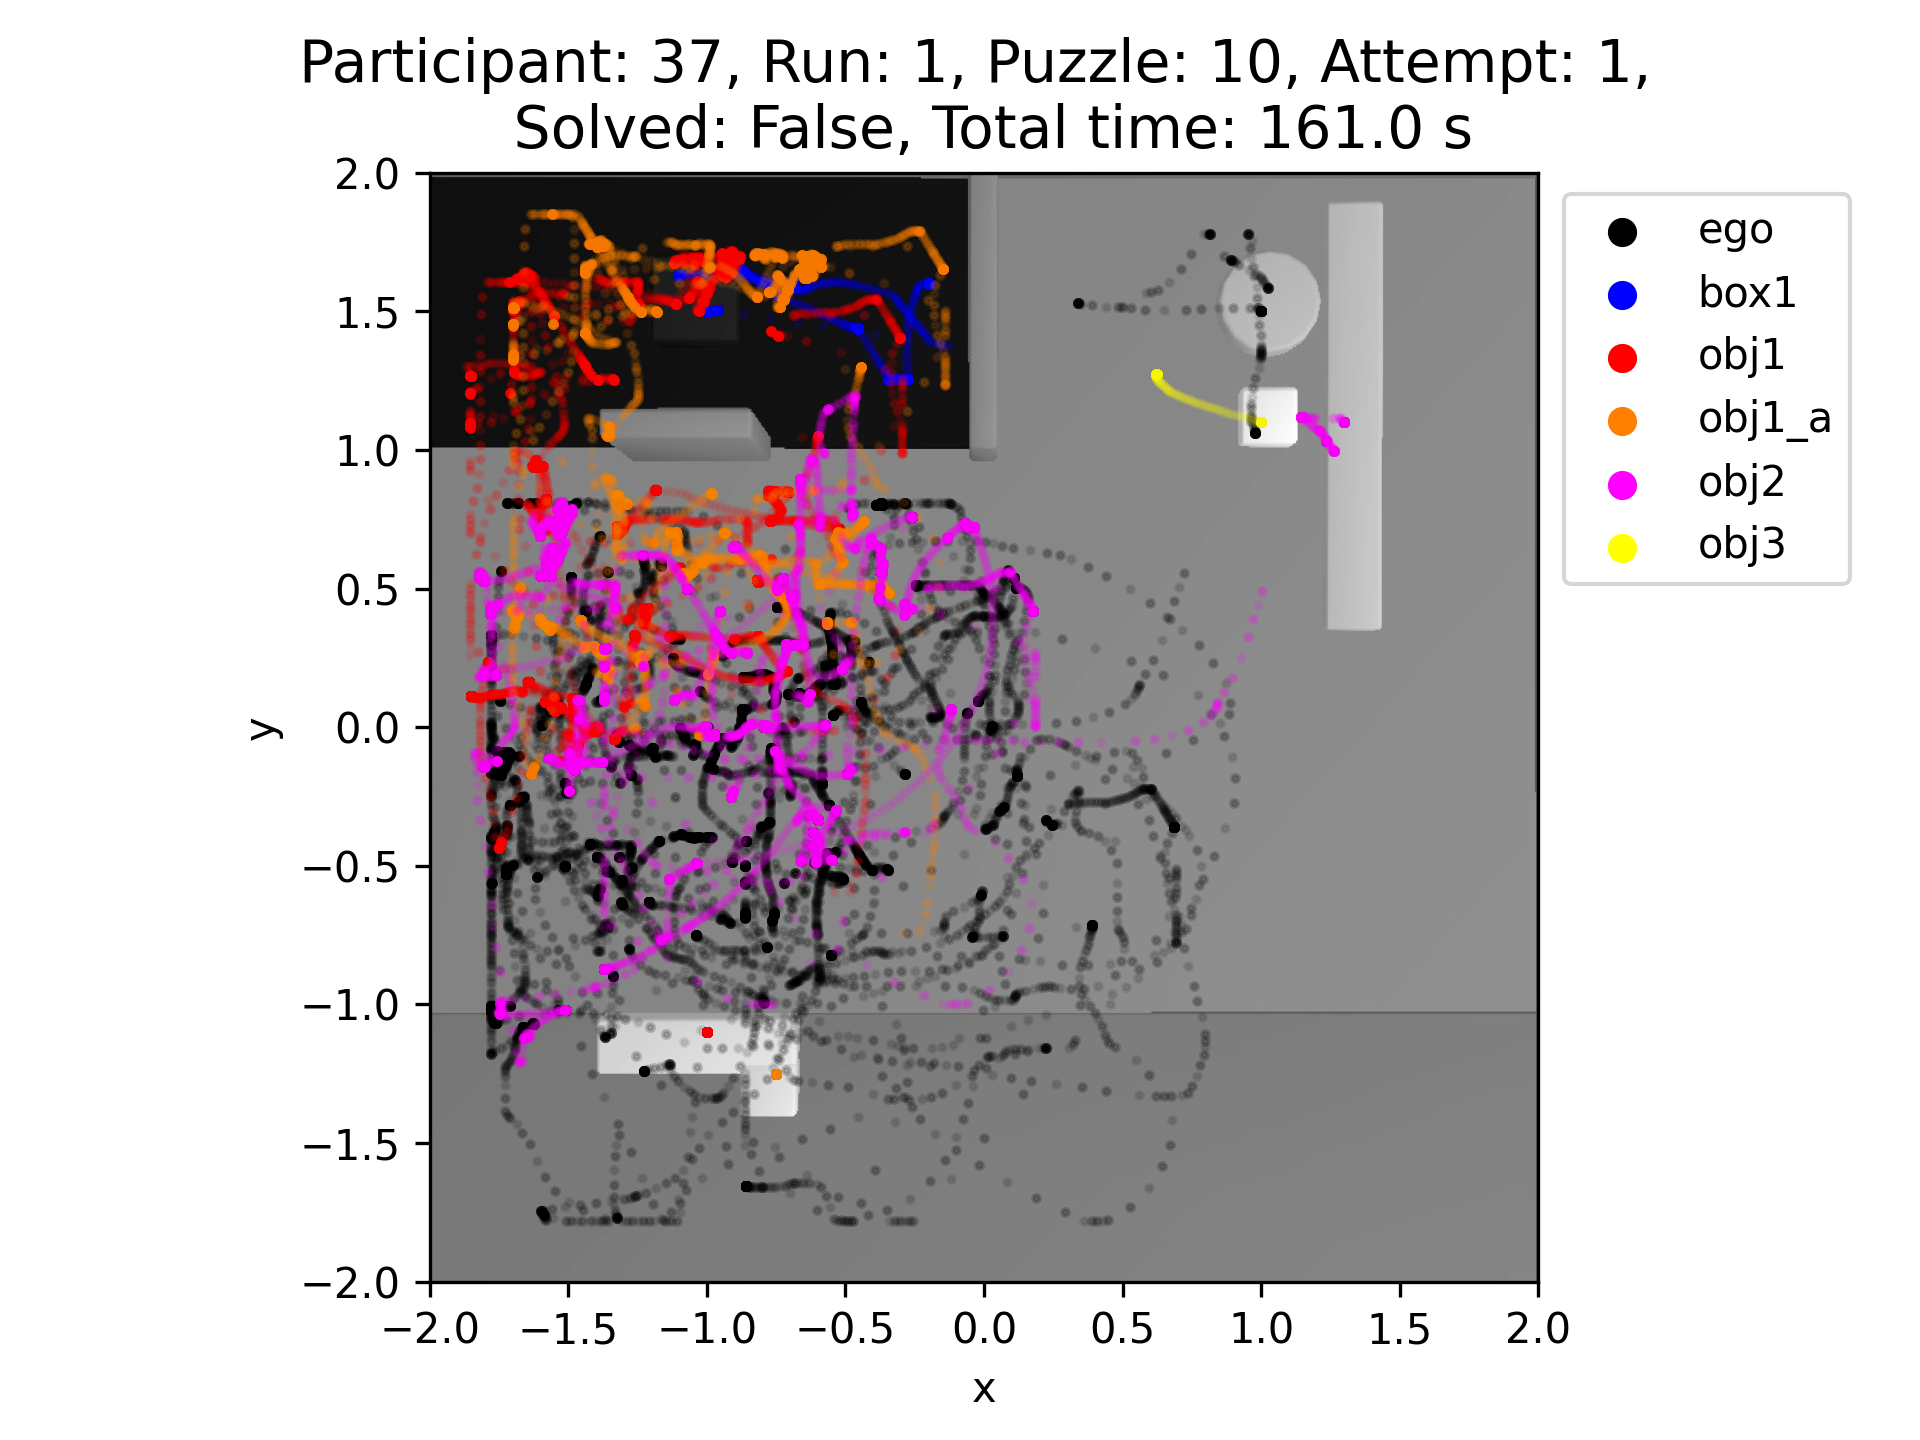 Participant: 37, Run: 1, Puzzle: 10, Attempt: 1,
Solved: False, Total time: 161.0 s
2.0
1.5
1.0
0.5
0.0
−0.5
−1.0
−1.5
−2.0
y
−2.0 −1.5 −1.0 −0.5 0.0 0.5 1.0 1.5 2.0
x
ego
box1
obj1
obj1_a
obj2
obj3